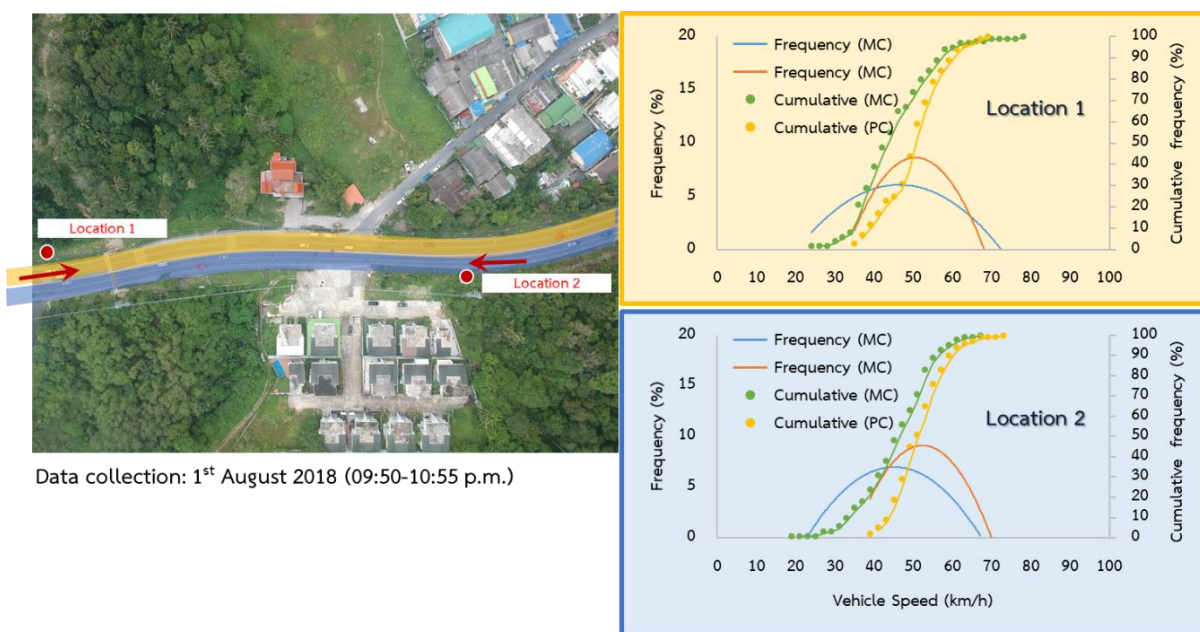 Location 1
Location 2
Data collection: 1st August 2018 (09:50-10:55 p.m.)
Frequency (%)
20
15
10
5
0
Frequency (MC)
Frequency (MC)
Cumulative (MC)
Cumulative (PC)
Location 1
100
90
80
70
60
50
40
30
20
10
0
Cumulative frequency (%)
0 10 20 30 40 50 60 70 80 90 100
Frequency (%)
20
15
10
5
0
Frequency (MC)
Frequency (MC)
Cumulative (MC)
Cumulative (PC)
Location 2
100
90
80
70
60
50
40
30
20
10
0
Cumulative frequency (%)
0 10 20 30 40 50 60 70 80 90 100
Vehicle Speed (km/h)